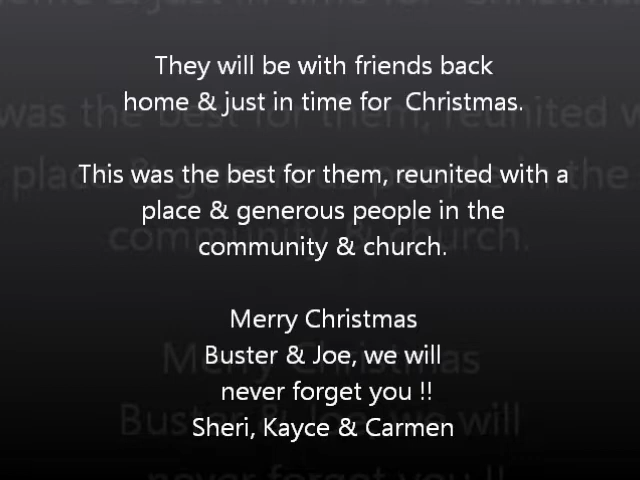 They will be with friends back
home & just in time for Christmas.
This was the best for them, reunited with a
place & generous people in the
community & church.
Merry Christmas
Buster & Joe, we will
never forget you !!
Sheri, Kayce & Carmen